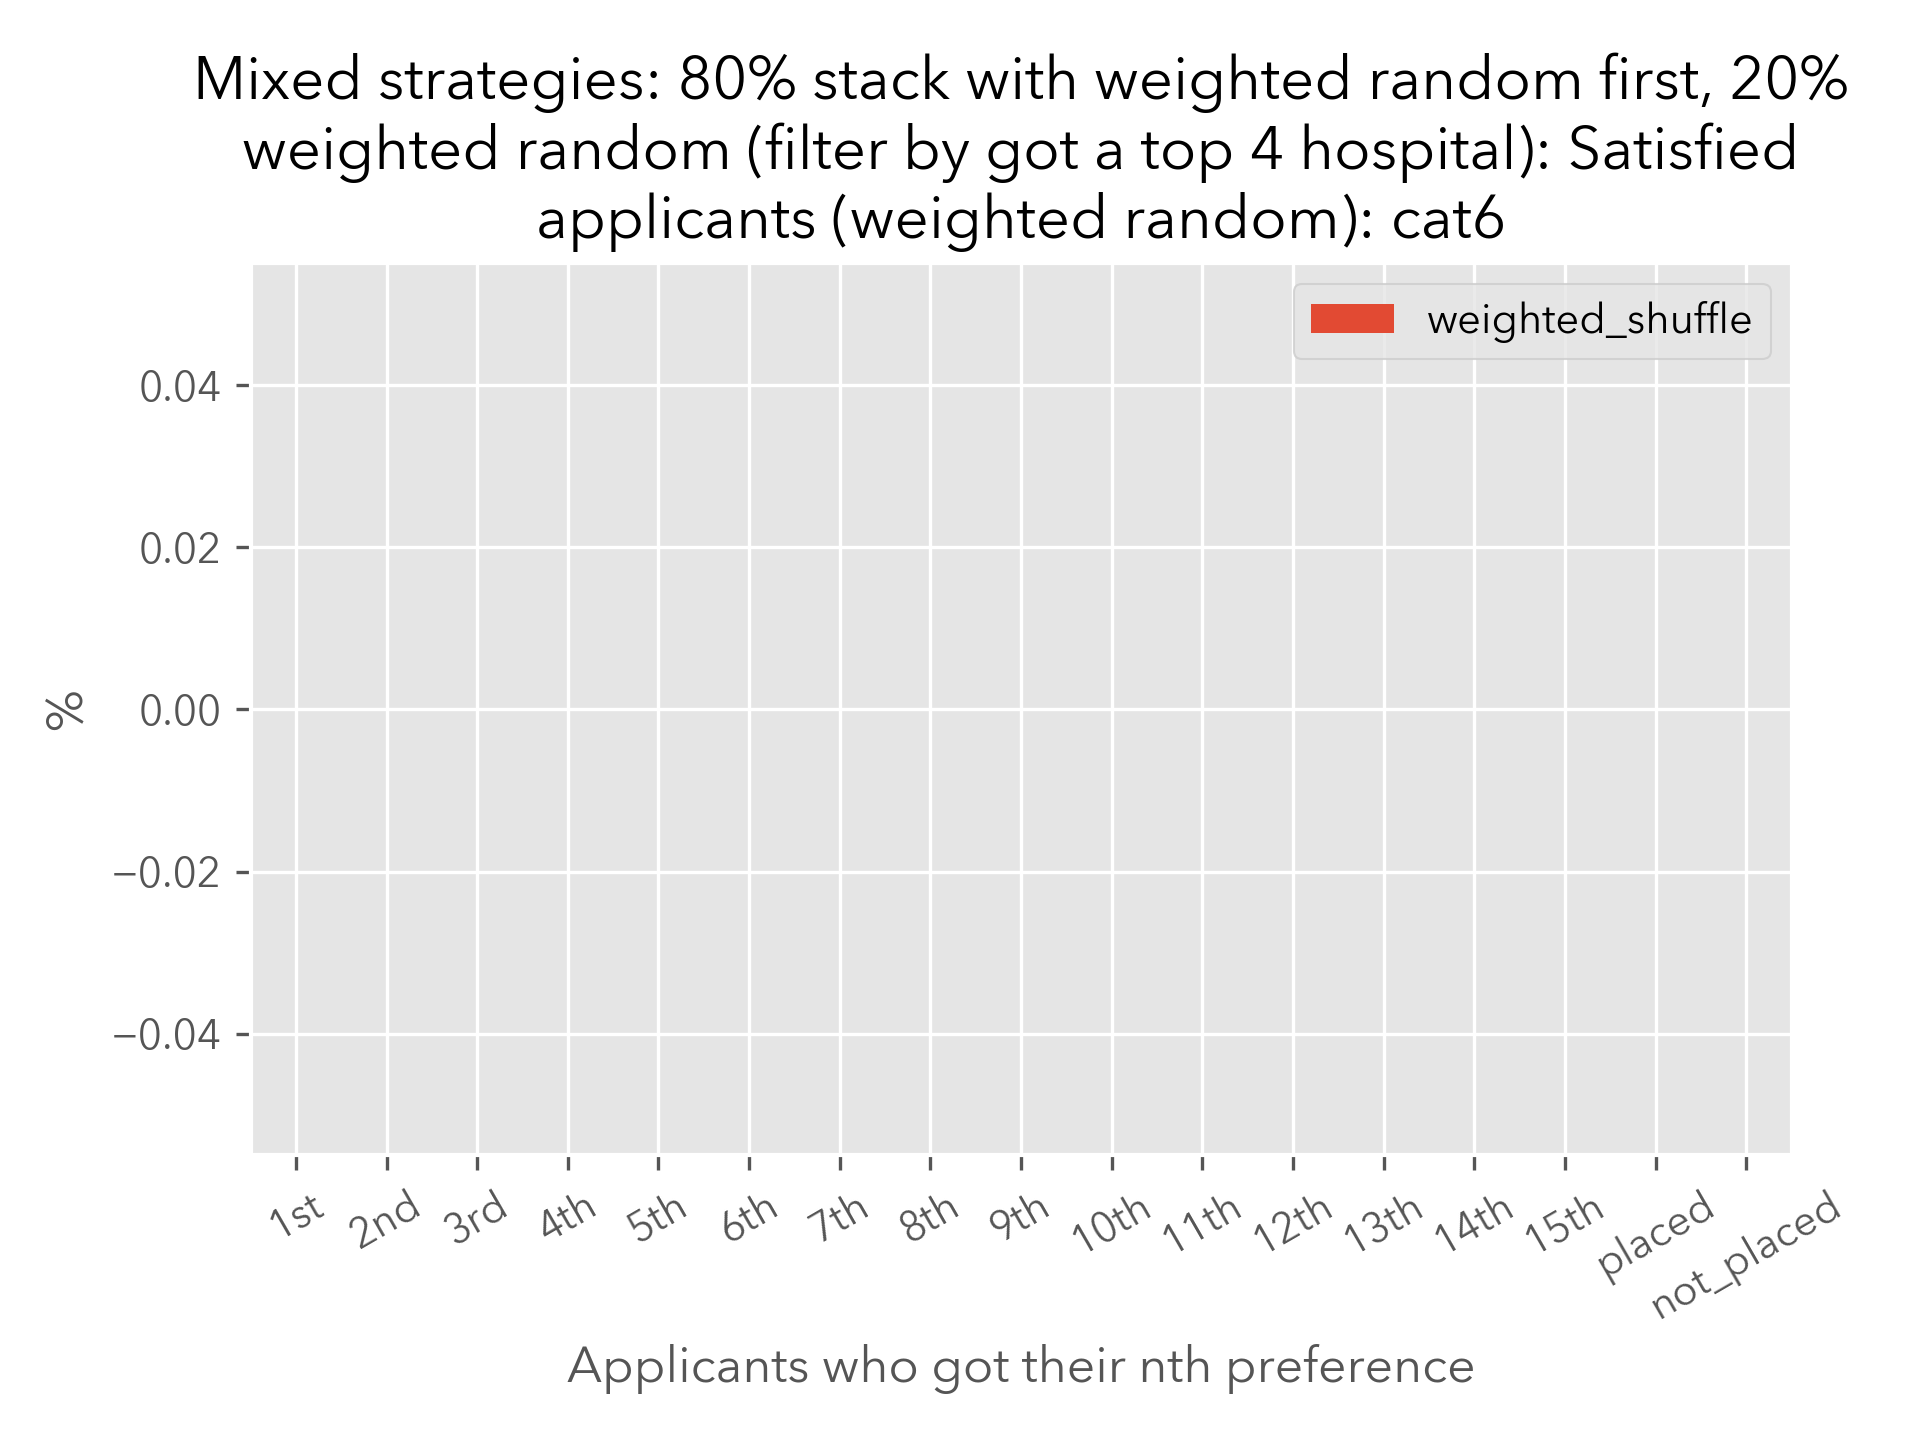 Mixed strategies: 80% stack with weighted random first, 20%
weighted random (filter by got a top 4 hospital): Satisfied
applicants (weighted random): cat6
weighted_shuffle
0.04
0.02
0.00
−0.02
−0.04
%
1st 2nd 3rd 4th 5th 6th 7th 8th 9th 10th 11th 12th 13th 14th 15th placed not_placed
Applicants who got their nth preference